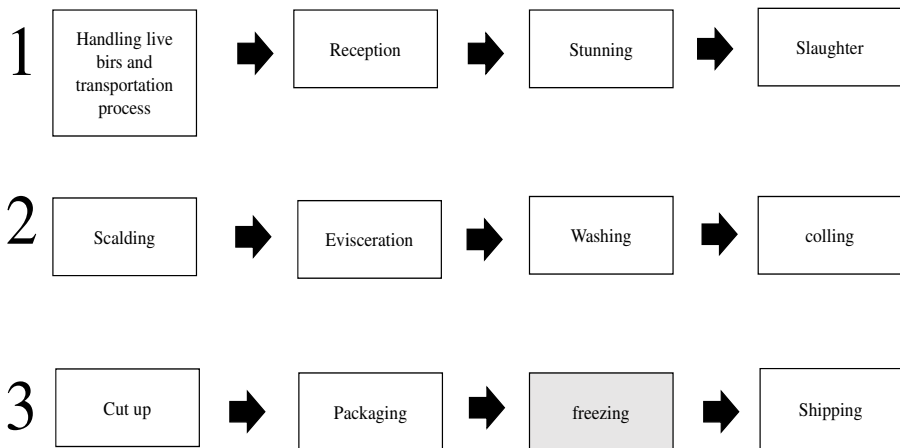 1
Handling live
birs and
transportation
process
Reception
Stunning
Slaughter
2
Scalding
Evisceration
Washing
colling
3
Cut up
Packaging
freezing
Shipping